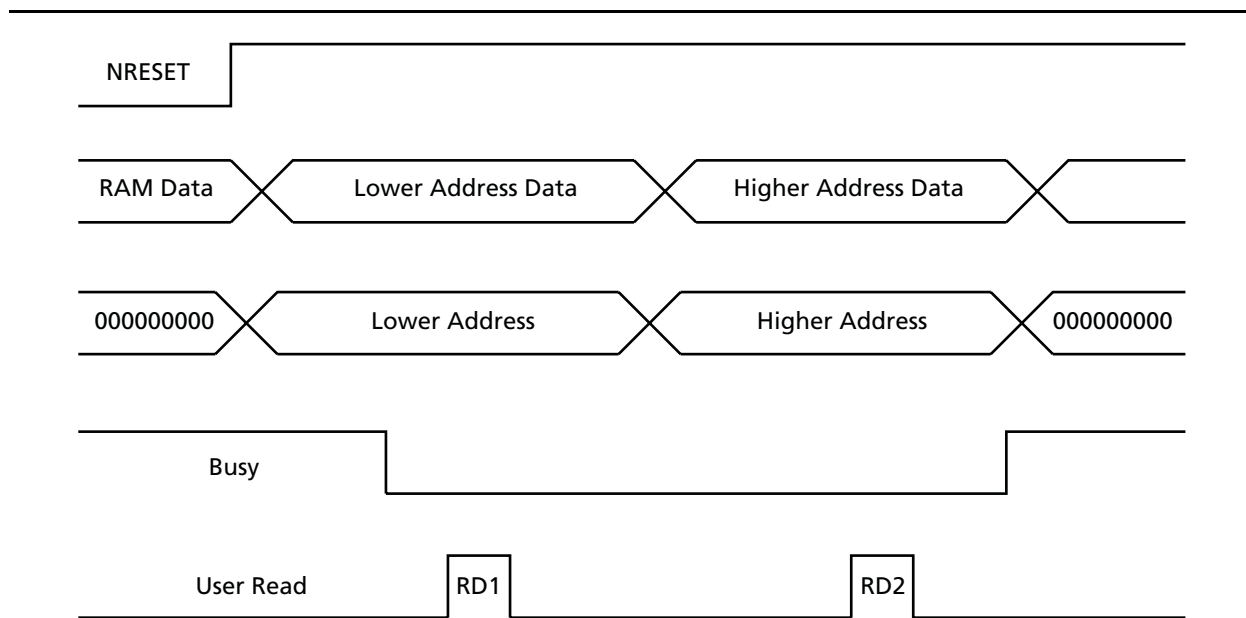 NRESET
RAM Data Lower Address Data Higher Address Data
000000000 Lower Address Higher Address 000000000
Busy
User Read RD1 RD2